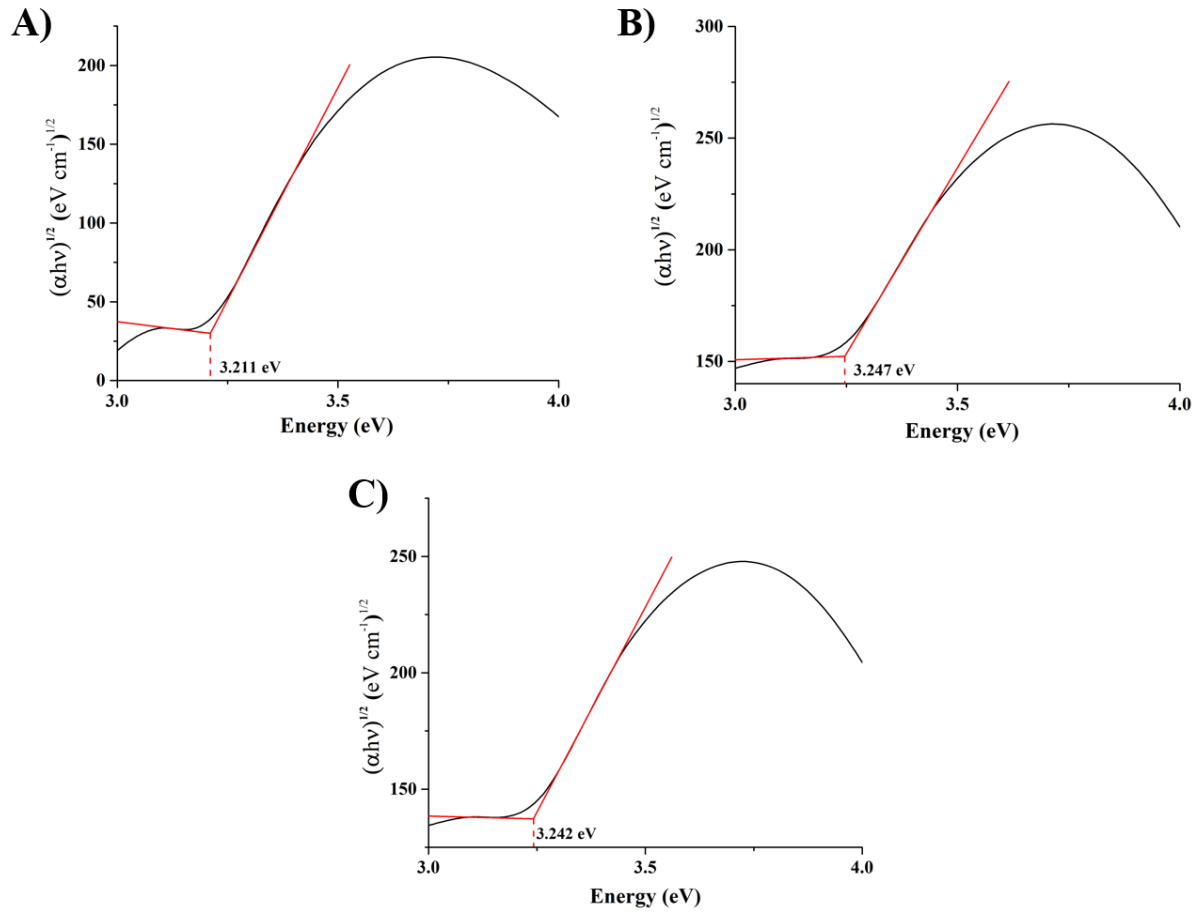 A)
200
150
100
50
0
(αhν)1/2 (eV cm-1)1/2
3.211 eV
3.0
3.5
4.0
Energy (eV)
B)
300
250
200
150
(αhν)1/2 (eV cm-1)1/2
3.247 eV
3.0
3.5
4.0
Energy (eV)
C)
250
200
150
(αhν)1/2 (eV cm-1)1/2
3.242 eV
3.0
3.5
4.0
Energy (eV)